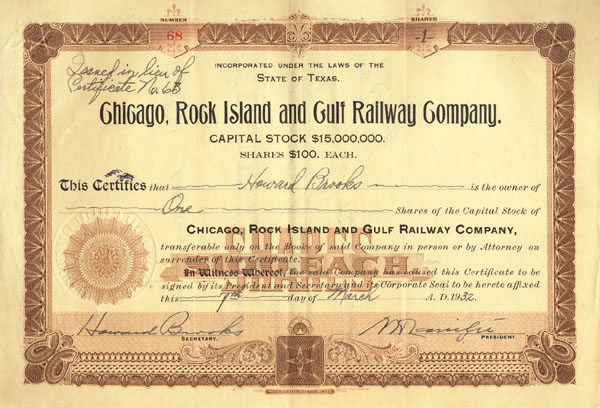 NUMBER
68
SHARES
-1-
INCORPORATED UNDER THE LAWS OF THE
STATE OF TEXAS.
Issued in lieu of
Certificate No. 63
Chicago, Rock Island and Gulf Railway Company.
CAPITAL STOCK $15,000,000.
SHARES $100. EACH.
This Certifies that Howard Brooks is the owner of
One Shares of the Capital Stock of
CHICAGO, ROCK ISLAND AND GULF RAILWAY COMPANY,
transferable only on the Books of said Company in person or by Attorney on
surrender of this Certificate.
In Witness Whereof, the said Company has caused this Certificate to be
signed by its President and Secretary and its Corporate Seal to be hereto affixed
this 7th day of March A. D. 1932.
SHARES
EACH
Howard Brooks
SECRETARY.
PRESIDENT.